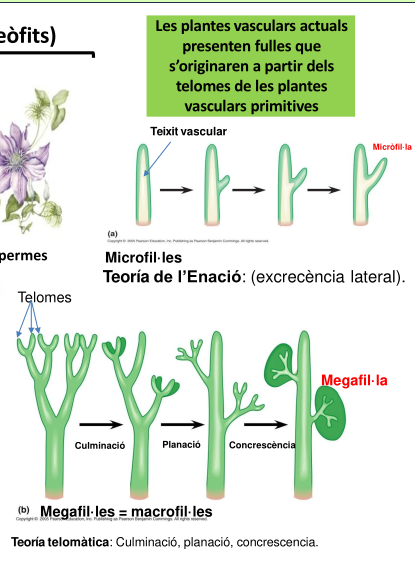 eòfits)
Les plantes vasculars actuals
presenten fulles que
s'originaren a partir dels
telomes de les plantes
vasculars primitives
Teixit vascular
Micròfil·la
(a)
Copyright © 2005 Pearson Education, Inc. Publishing as Pearson Benjamin Cummings. All rights reserved.
permes
Microfil·les
Teoría de l'Enació: (excrecència lateral).
Telomes
Megafil·la
Culminació
Planació
Concrescència
(b) Megafil·les = macrofil·les
Copyright © 2005 Pearson Education, Inc. Publishing as Pearson Benjamin Cummings. All rights reserved.
Teoría telomàtica: Culminació, planació, concrescencia.